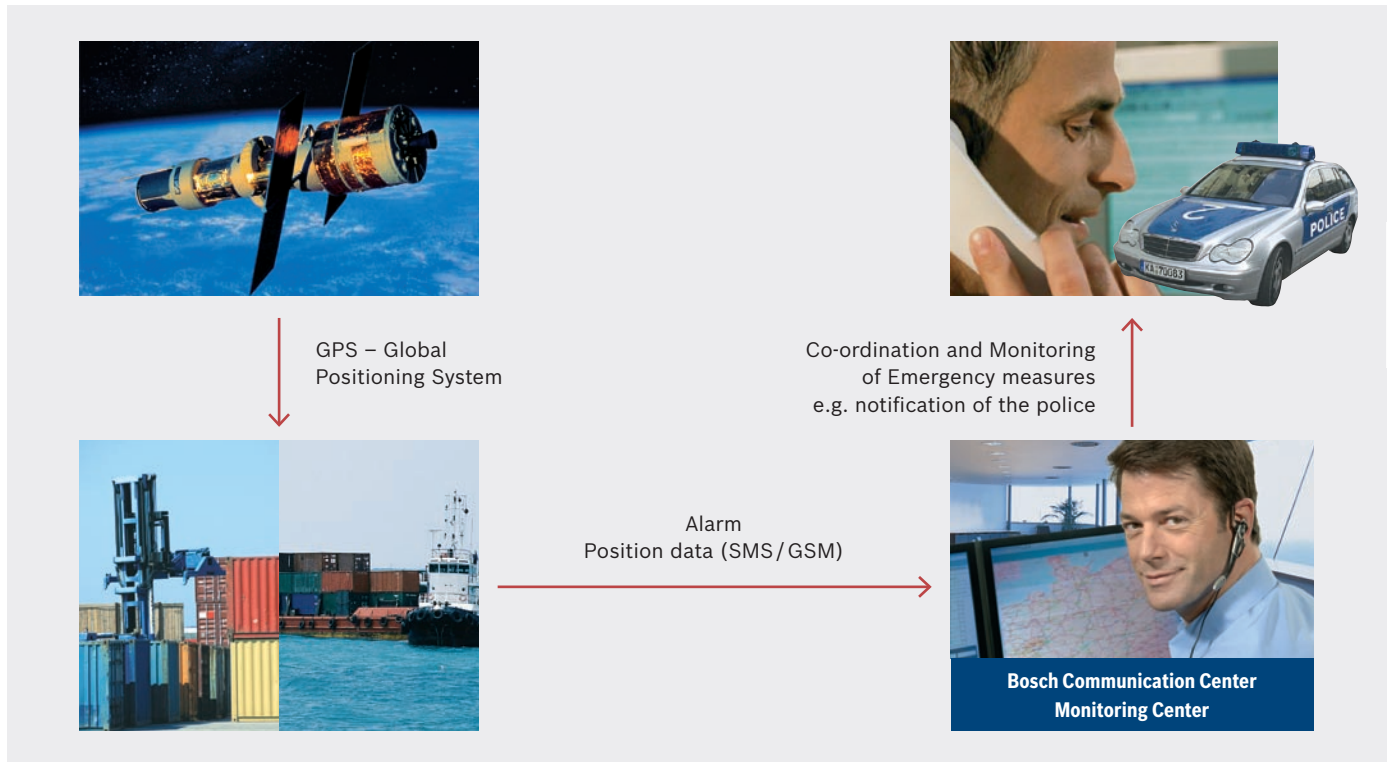 GPS – Global
Positioning System
Co-ordination and Monitoring
of Emergency measures
e.g. notification of the police
POLICE
Alarm
Position data (SMS/GSM)
Bosch Communication Center
Monitoring Center